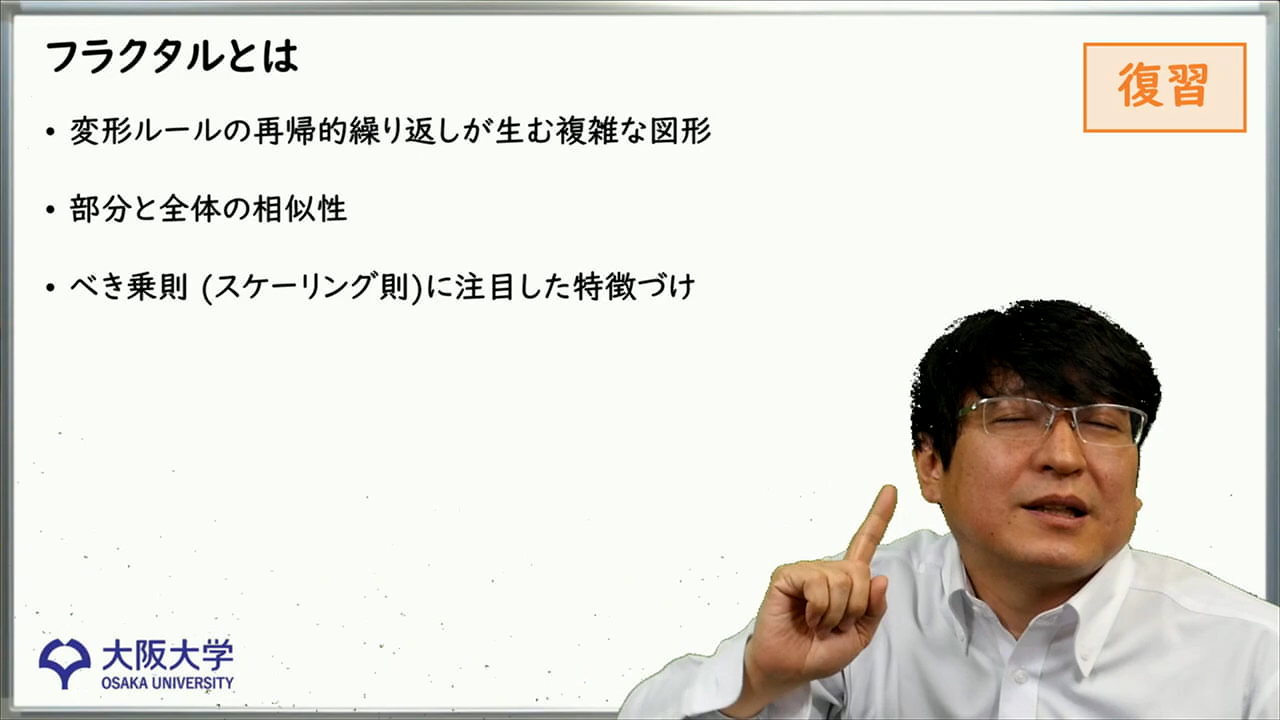 フラクタルとは
復習
• 変形ルールの再帰的繰り返しが生む複雑な図形
• 部分と全体の相似性
• べき乗則 (スケーリング則)に注目した特徴づけ
大阪大学
OSAKA UNIVERSITY